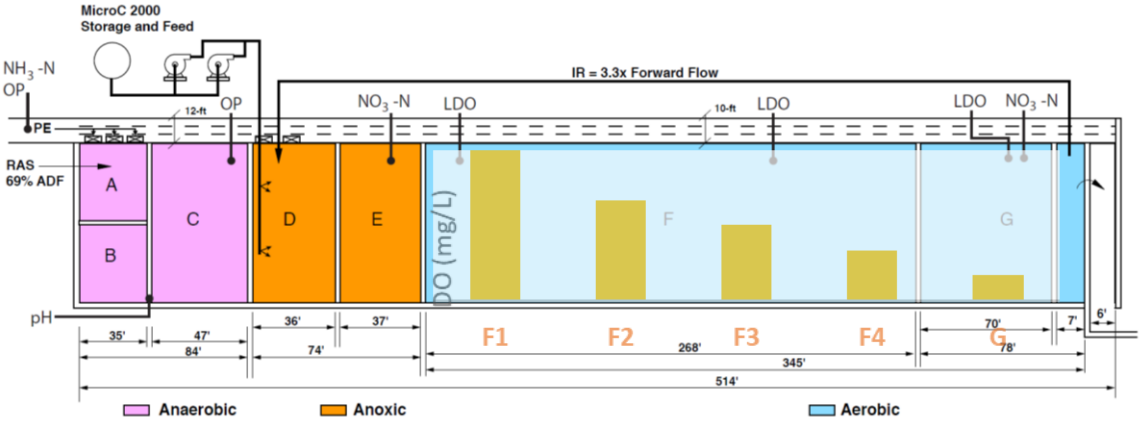 MicroC 2000
Storage and Feed
NH₃ -N
OP
PE
RAS
69% ADF
12-ft
OP
NO₃ -N
LDO
IR = 3.3x Forward Flow
10-ft
LDO
LDO
NO₃ -N
A
B
C
D
E
F
G
DO (mg/L)
pH
F1
F2
F3
F4
G
35'
47'
84'
36'
37'
74'
268'
70'
7'
6'
78'
345'
514'
Anaerobic
Anoxic
Aerobic